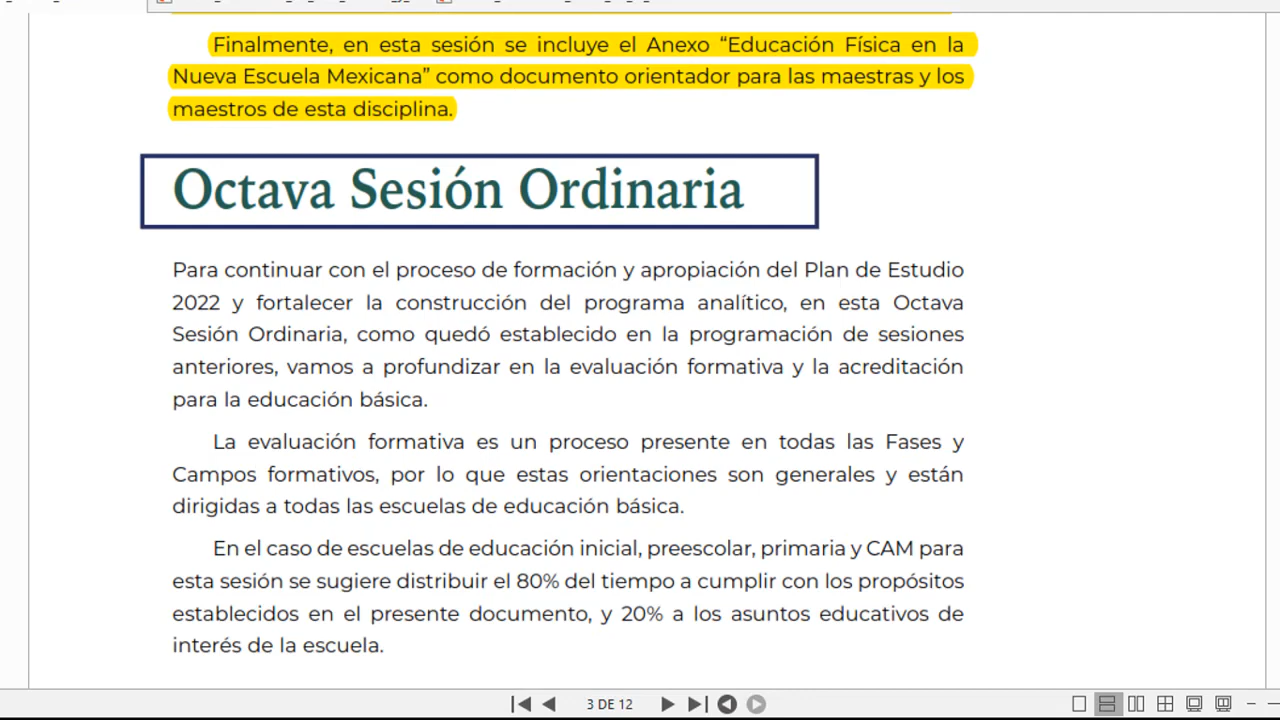 Finalmente, en esta sesión se incluye el Anexo “Educación Física en la
Nueva Escuela Mexicana” como documento orientador para las maestras y los
maestros de esta disciplina.
Octava Sesión Ordinaria
Para continuar con el proceso de formación y apropiación del Plan de Estudio
2022 y fortalecer la construcción del programa analítico, en esta Octava
Sesión Ordinaria, como quedó establecido en la programación de sesiones
anteriores, vamos a profundizar en la evaluación formativa y la acreditación
para la educación básica.
La evaluación formativa es un proceso presente en todas las Fases y
Campos formativos, por lo que estas orientaciones son generales y están
dirigidas a todas las escuelas de educación básica.
En el caso de escuelas de educación inicial, preescolar, primaria y CAM para
esta sesión se sugiere distribuir el 80% del tiempo a cumplir con los propósitos
establecidos en el presente documento, y 20% a los asuntos educativos de
interés de la escuela.
3 DE 12